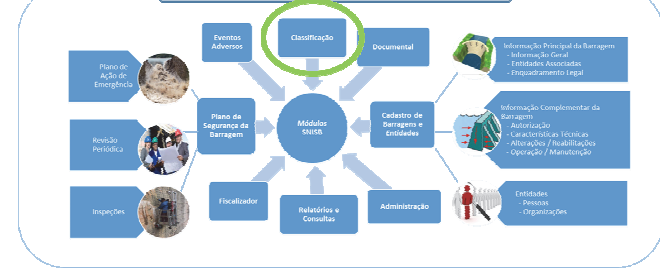 Eventos
Adversos
Classificação
Documental
Plano de
Ação de
Emergência
Informação Principal da Barragem
- Informação Geral
- Entidades Associadas
- Enquadramento Legal
Plano de
Segurança da
Barragem
Módulos
SNISB
Cadastro de
Barragens e
Entidades
Revisão
Periódica
Informação Complementar da
Barragem
- Autorização
- Características Técnicas
- Alterações / Reabilitações
- Operação / Manutenção
Inspeções
Fiscalizador
Relatórios e
Consultas
Administração
Entidades
- Pessoas
- Organizações